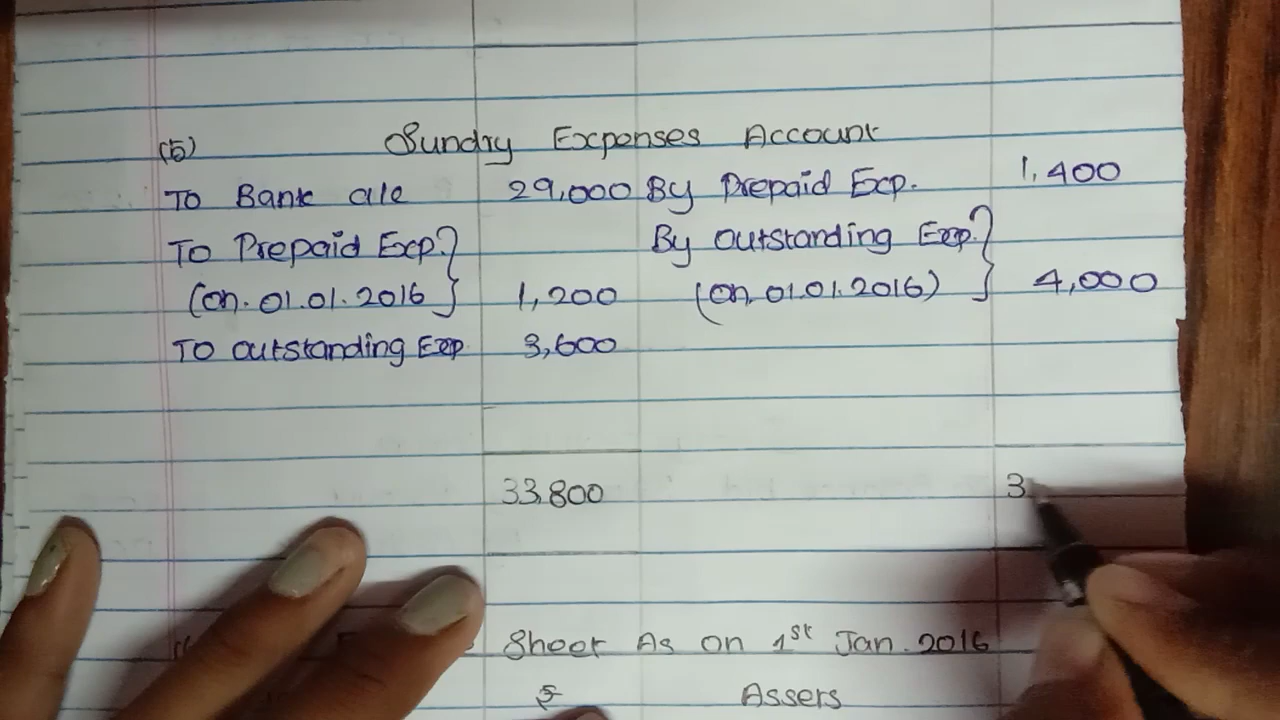 (5) Sundry Expenses Account
To Bank a/c 29,000 By Prepaid Exp. 1,400
To Prepaid Exp. } By outstanding Exp. }
(on. 01.01.2016 } 1,200 (on, 01.01.2016) } 4,000
To outstanding Exp 3,600
33,800 3
Sheet As on 1st Jan. 2016
₹ Assets